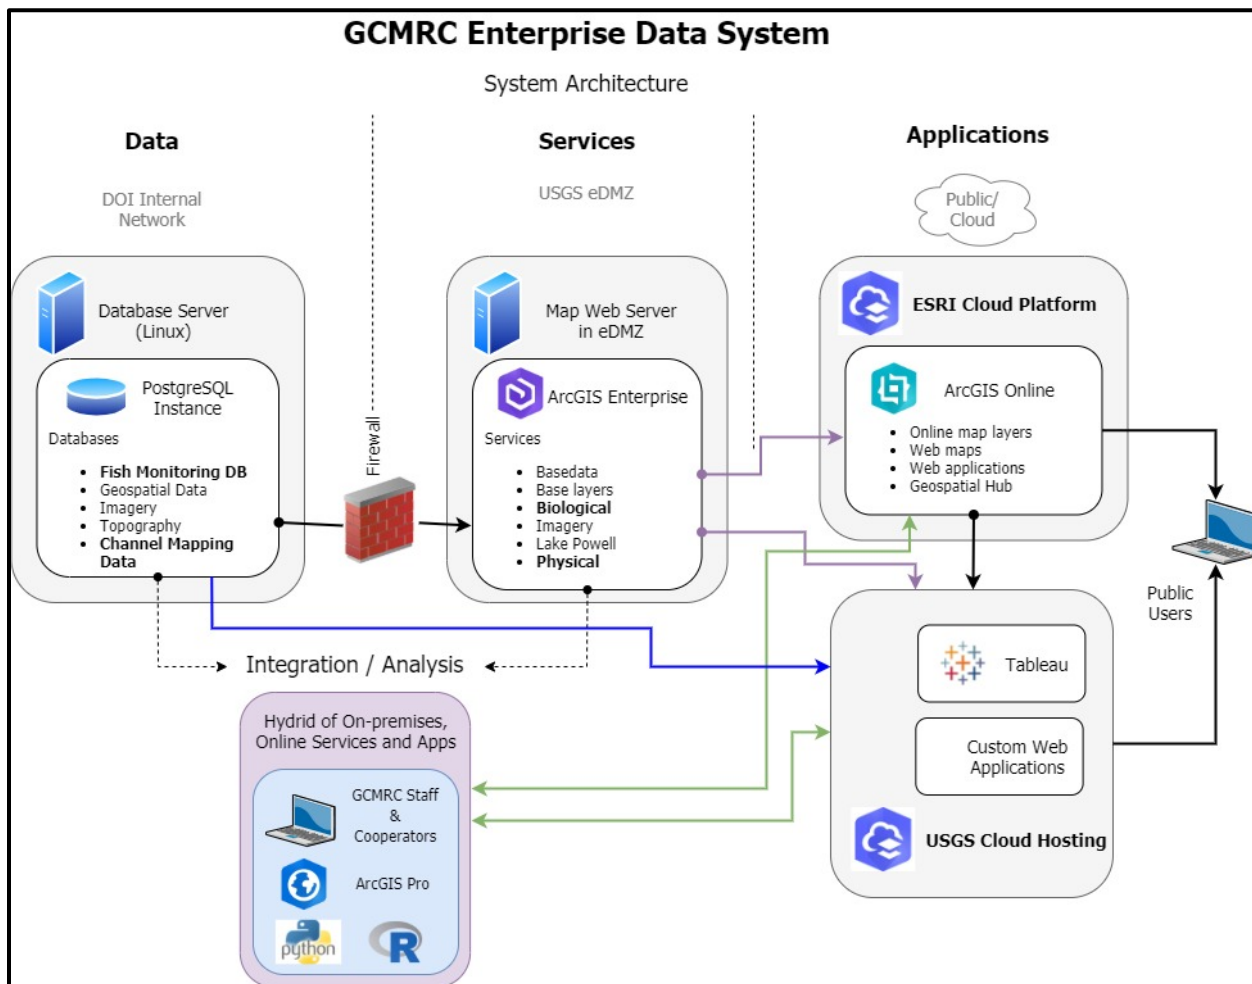 GCMRC Enterprise Data System
System Architecture
Data
Services
Applications
DOI Internal
Network
USGS eDMZ
Public/
Cloud
Database Server
(Linux)
PostgreSQL
Instance
Databases
• Fish Monitoring DB
• Geospatial Data
• Imagery
• Topography
• Channel Mapping
Data
Firewall
Map Web Server
in eDMZ
ArcGIS Enterprise
Services
• Basedata
• Base layers
• Biological
• Imagery
• Lake Powell
• Physical
ESRI Cloud Platform
ArcGIS Online
• Online map layers
• Web maps
• Web applications
• Geospatial Hub
Public
Users
Integration / Analysis
Hydrid of On-premises,
Online Services and Apps
GCMRC Staff
&
Cooperators
ArcGIS Pro
python
R
Tableau
Custom Web
Applications
USGS Cloud Hosting